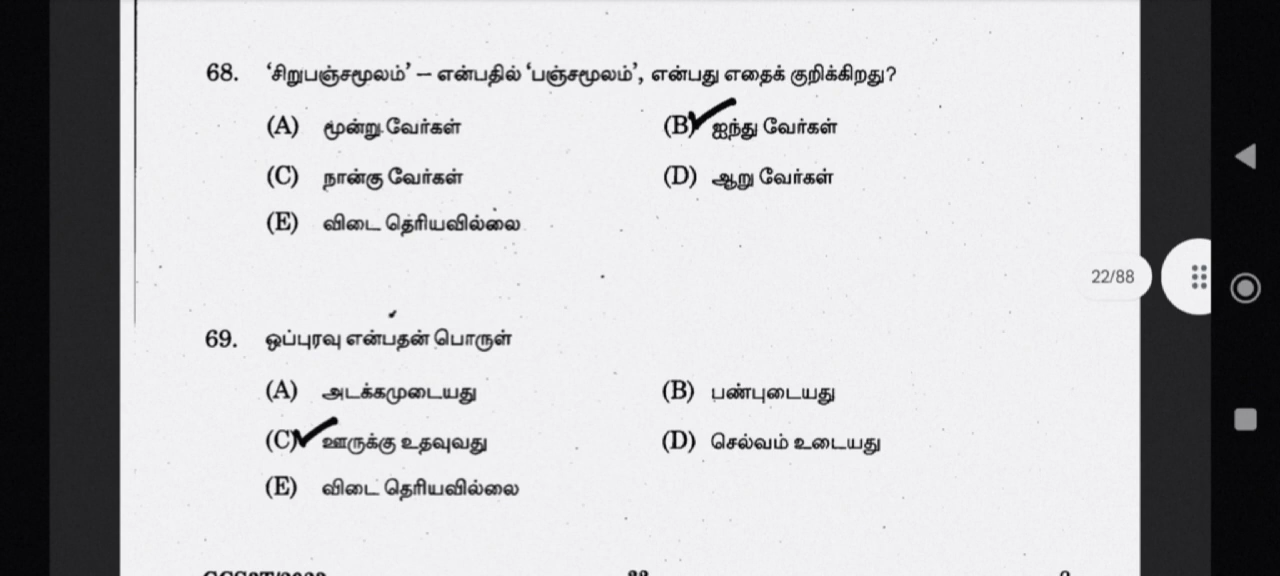 68. ‘சிறுபஞ்சமூலம்’ – என்பதில் ‘பஞ்சமூலம்’, என்பது எதைக் குறிக்கிறது?
(A) மூன்று வேர்கள் (B) ஐந்து வேர்கள்
(C) நான்கு வேர்கள் (D) ஆறு வேர்கள்
(E) விடை தெரியவில்லை
22/88
69. ஒப்புரவு என்பதன் பொருள்
(A) அடக்கமுடையது (B) பண்புடையது
(C) ஊருக்கு உதவுவது (D) செல்வம் உடையது
(E) விடை தெரியவில்லை